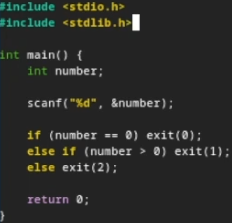 #include <stdio.h>
#include <stdlib.h>
int main() {
int number;
scanf("%d", &number);
if (number == 0) exit(0);
else if (number > 0) exit(1);
else exit(2);
return 0;
}